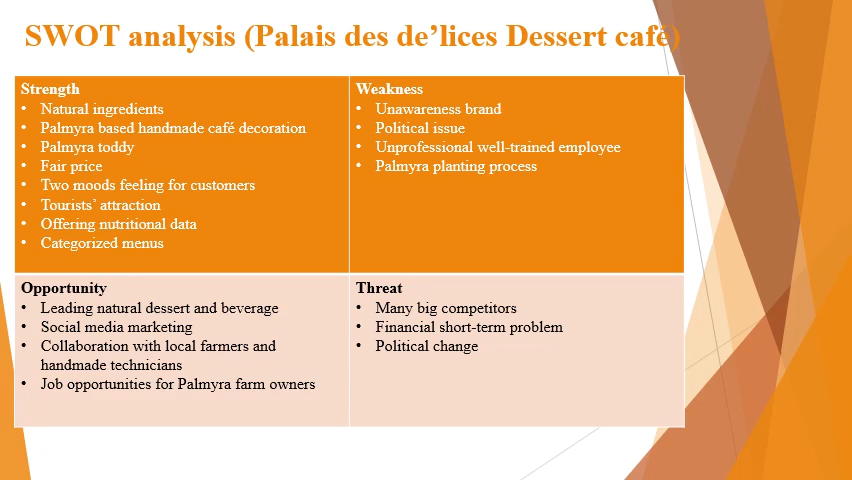 SWOT analysis (Palais des de’lices Dessert café)
Strength
• Natural ingredients
• Palmyra based handmade café decoration
• Palmyra toddy
• Fair price
• Two moods feeling for customers
• Tourists’ attraction
• Offering nutritional data
• Categorized menus
Weakness
• Unawareness brand
• Political issue
• Unprofessional well-trained employee
• Palmyra planting process
Opportunity
• Leading natural dessert and beverage
• Social media marketing
• Collaboration with local farmers and
handmade technicians
• Job opportunities for Palmyra farm owners
Threat
• Many big competitors
• Financial short-term problem
• Political change